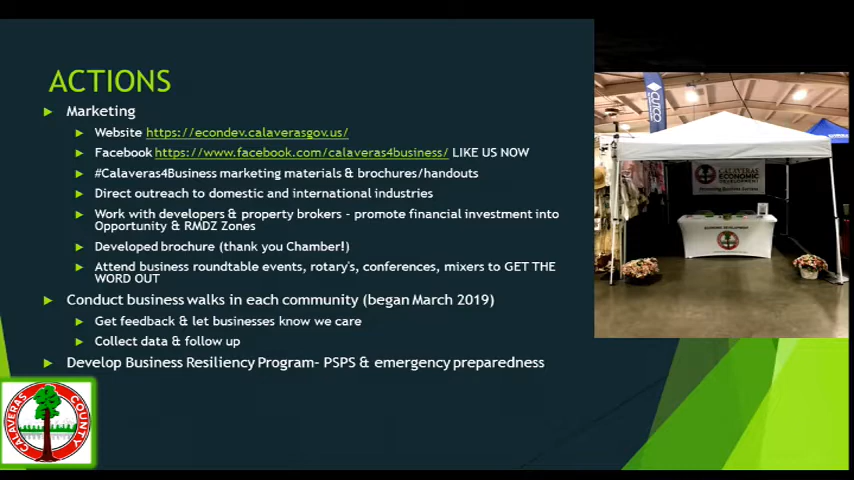 ACTIONS
Marketing
Website https://econdev.calaverasgov.us/
Facebook https://www.facebook.com/calaveras4business/ LIKE US NOW
#Calaveras4Business marketing materials & brochures/handouts
Direct outreach to domestic and international industries
Work with developers & property brokers – promote financial investment into
Opportunity & RMDZ Zones
Developed brochure (thank you Chamber!)
Attend business roundtable events, rotary's, conferences, mixers to GET THE
WORD OUT
Conduct business walks in each community (began March 2019)
Get feedback & let businesses know we care
Collect data & follow up
Develop Business Resiliency Program– PSPS & emergency preparedness
CALAVERAS COUNTY
CALAVERAS
ECONOMIC
DEVELOPMENT